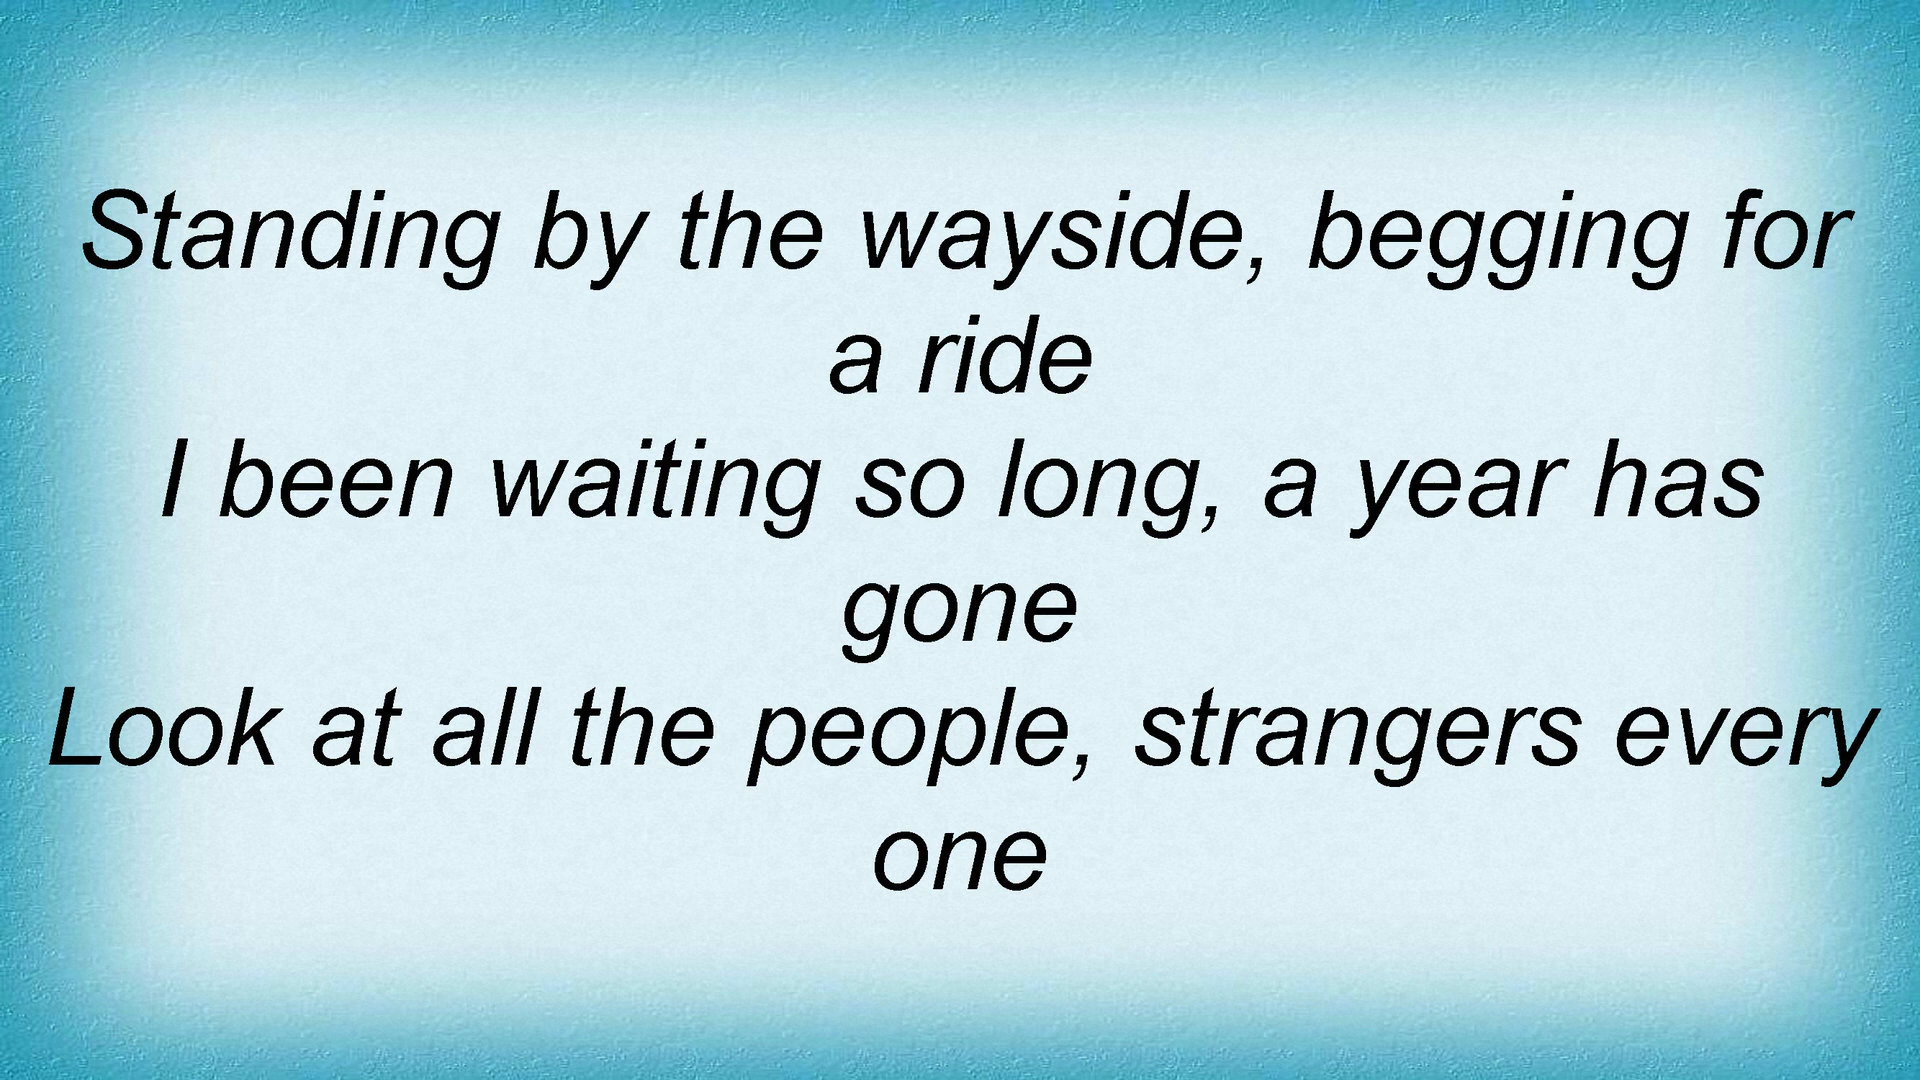 Standing by the wayside, begging for
a ride
I been waiting so long, a year has
gone
Look at all the people, strangers every
one